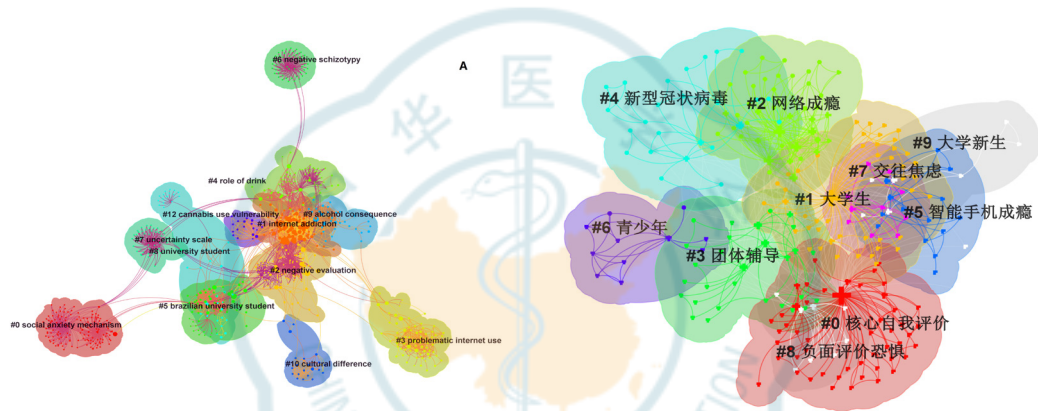 #6 negative schizotypy
A
#4 role of drink
#12 cannabis use vulnerability
#9 alcohol consequence
#1 internet addiction
#7 uncertainty scale
#8 university student
#2 negative evaluation
#5 brazilian university student
#0 social anxiety mechanism
#3 problematic internet use
#10 cultural difference
#4 新型冠状病毒
#2 网络成瘾
#9 大学新生
#7 交往焦虑
#1 大学生
#5 智能手机成瘾
#6 青少年
#3 团体辅导
#0 核心自我评价
#8 负面评价恐惧
华 医